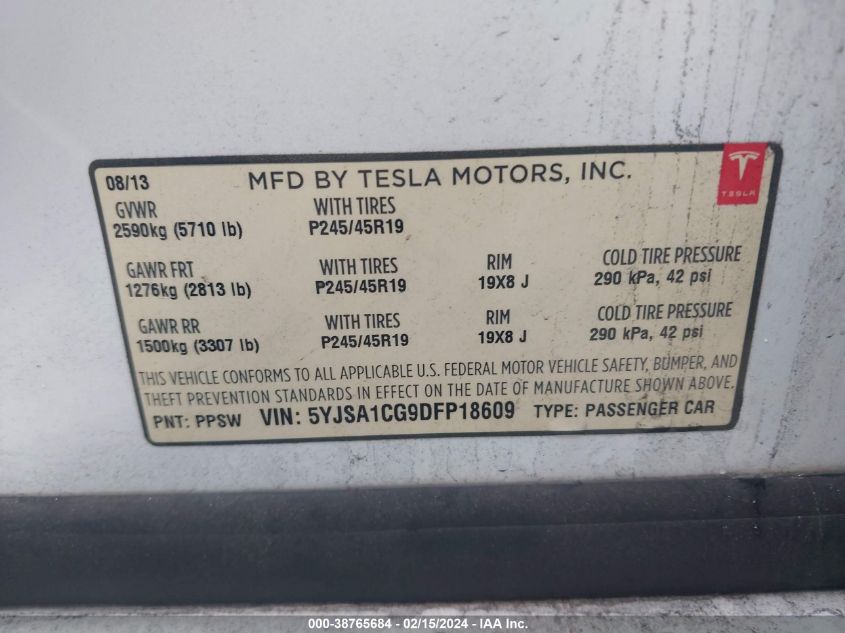 08/13 MFD BY TESLA MOTORS, INC.
TESLA
GVWR WITH TIRES
2590kg (5710 lb) P245/45R19
GAWR FRT WITH TIRES RIM COLD TIRE PRESSURE
1276kg (2813 lb) P245/45R19 19X8 J 290 kPa, 42 psi
GAWR RR WITH TIRES RIM COLD TIRE PRESSURE
1500kg (3307 lb) P245/45R19 19X8 J 290 kPa, 42 psi
THIS VEHICLE CONFORMS TO ALL APPLICABLE U.S. FEDERAL MOTOR VEHICLE SAFETY, BUMPER, AND
THEFT PREVENTION STANDARDS IN EFFECT ON THE DATE OF MANUFACTURE SHOWN ABOVE.
PNT: PPSW VIN: 5YJSA1CG9DFP18609 TYPE: PASSENGER CAR
000-38765684 - 02/15/2024 - IAA Inc.